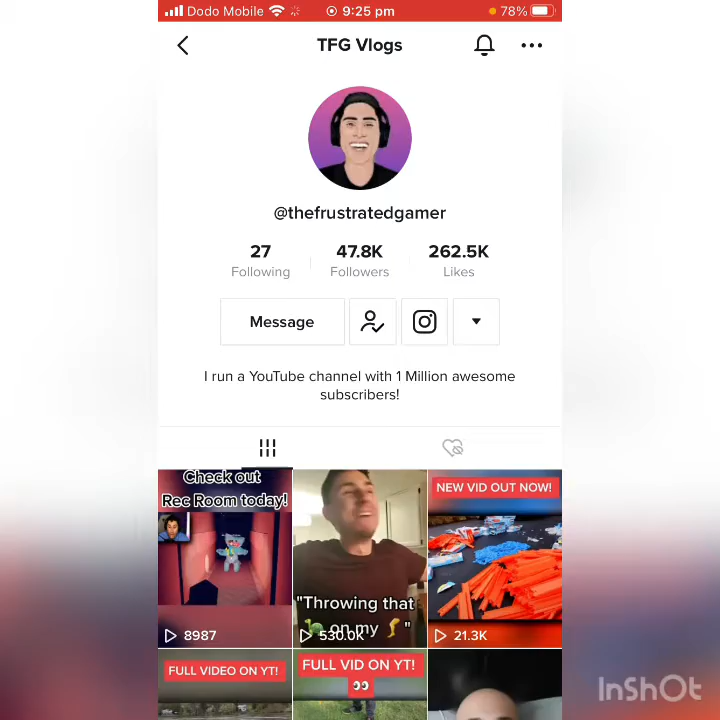 Dodo Mobile 9:25 pm 78%
TFG Vlogs
@thefrustratedgamer
27 47.8K 262.5K
Following Followers Likes
Message
I run a YouTube channel with 1 Million awesome
subscribers!
Check out
Rec Room today!
8987
"Throwing that
on my "
530.0K
NEW VID OUT NOW!
21.3K
FULL VIDEO ON YT!
FULL VID ON YT!
InShOt